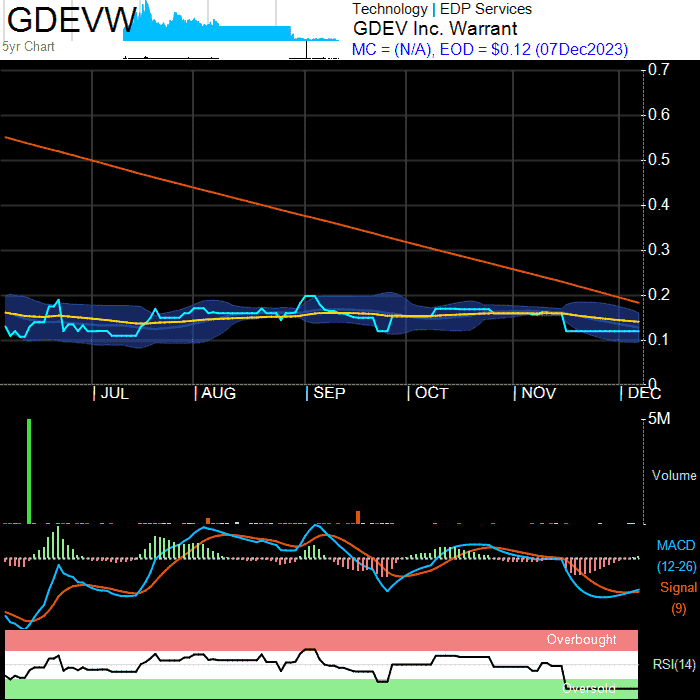 GDEVW
5yr Chart
Technology | EDP Services
GDEV Inc. Warrant
MC = (N/A), EOD = $0.12 (07Dec2023)
0.7
0.6
0.5
0.4
0.3
0.2
0.1
0
JUL AUG SEP OCT NOV DEC
5M
Volume
MACD
(12-26)
Signal
(9)
Overbought
RSI(14)
Oversold